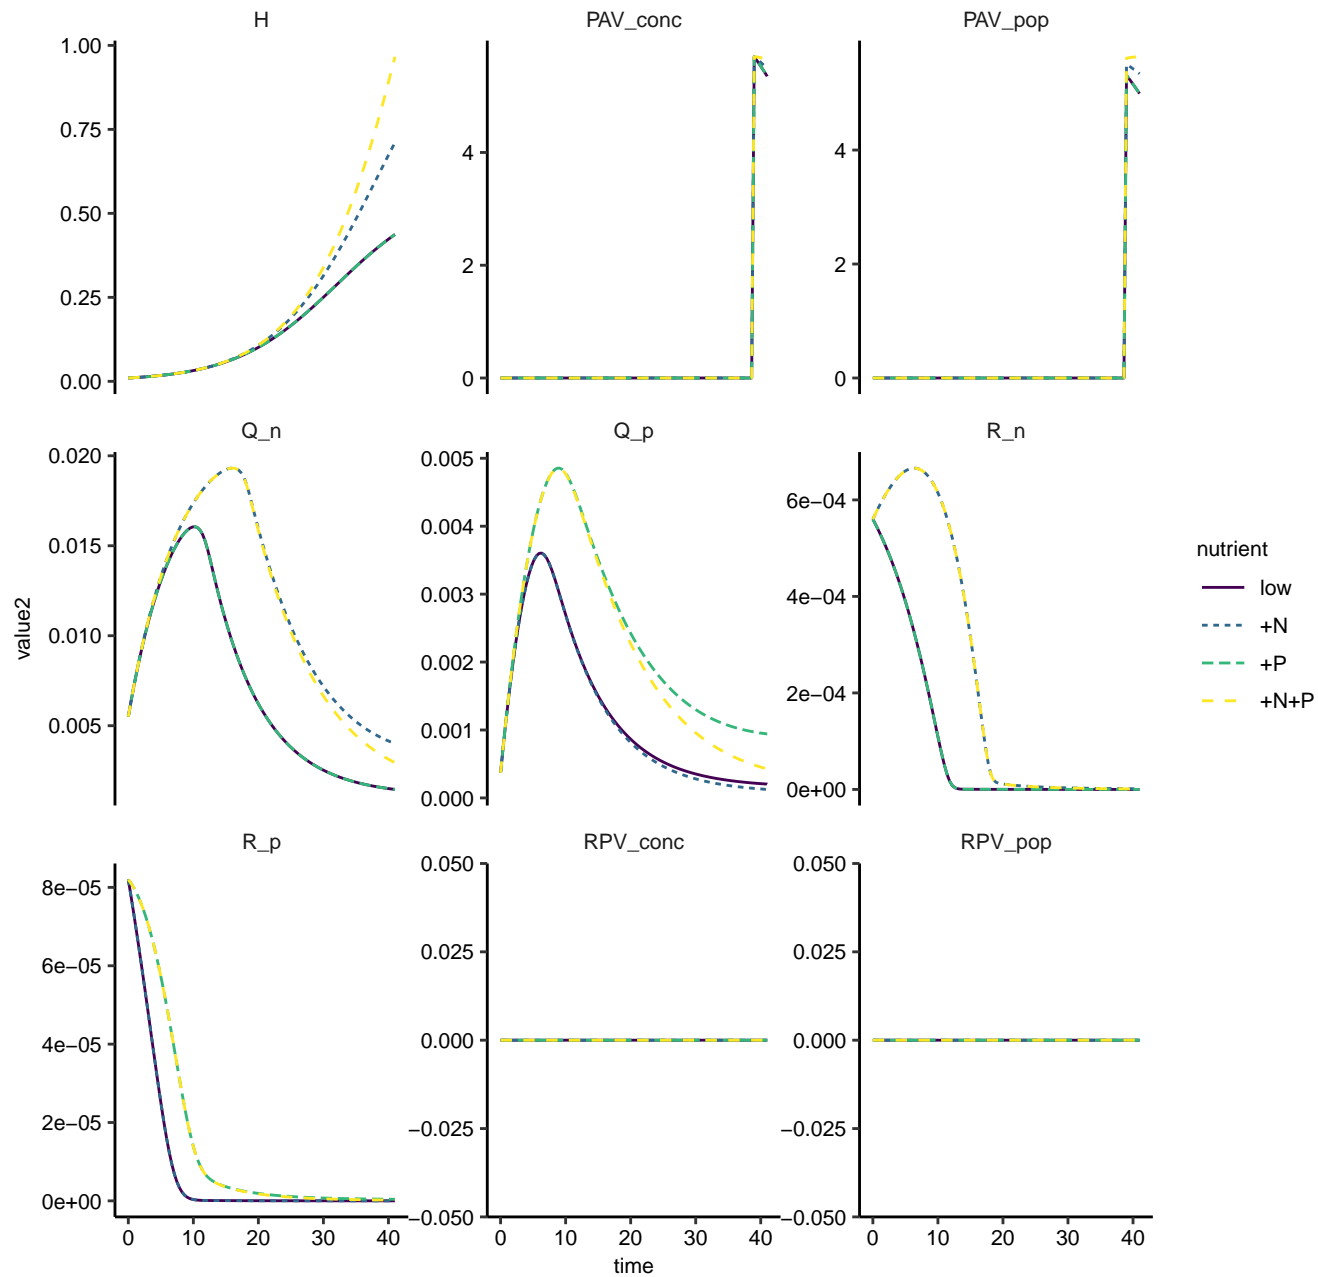 H
PAV_conc
PAV_pop
1.00
0.75
0.50
0.25
0.00
4
2
0
4
2
0
Q_n
Q_p
R_n
0.020
0.015
0.010
0.005
0.005
0.004
0.003
0.002
0.001
0.000
6e−04
4e−04
2e−04
0e+00
value2
nutrient
low
+N
+P
+N+P
R_p
RPV_conc
RPV_pop
8e−05
6e−05
4e−05
2e−05
0e+00
0.050
0.025
0.000
−0.025
−0.050
0.050
0.025
0.000
−0.025
−0.050
0 10 20 30 40
0 10 20 30 40
0 10 20 30 40
time